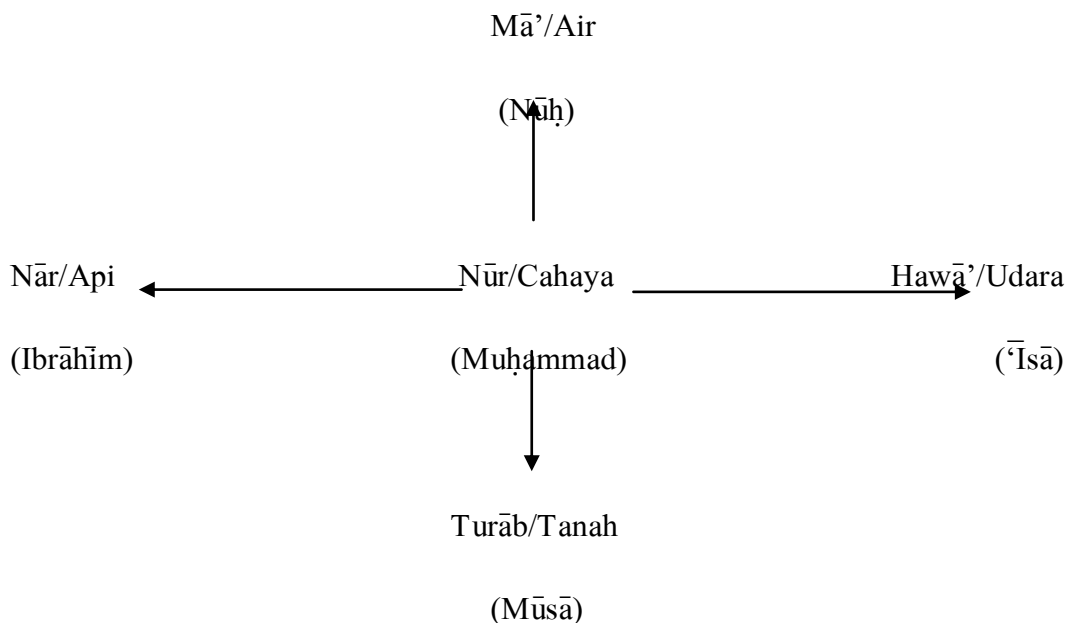 Mā’/Air
(Nūḥ)
Nār/Api Nūr/Cahaya Hawā’/Udara
(Ibrāhīm) (Muḥammad) (‘Īsā)
Turāb/Tanah
(Mūsā)